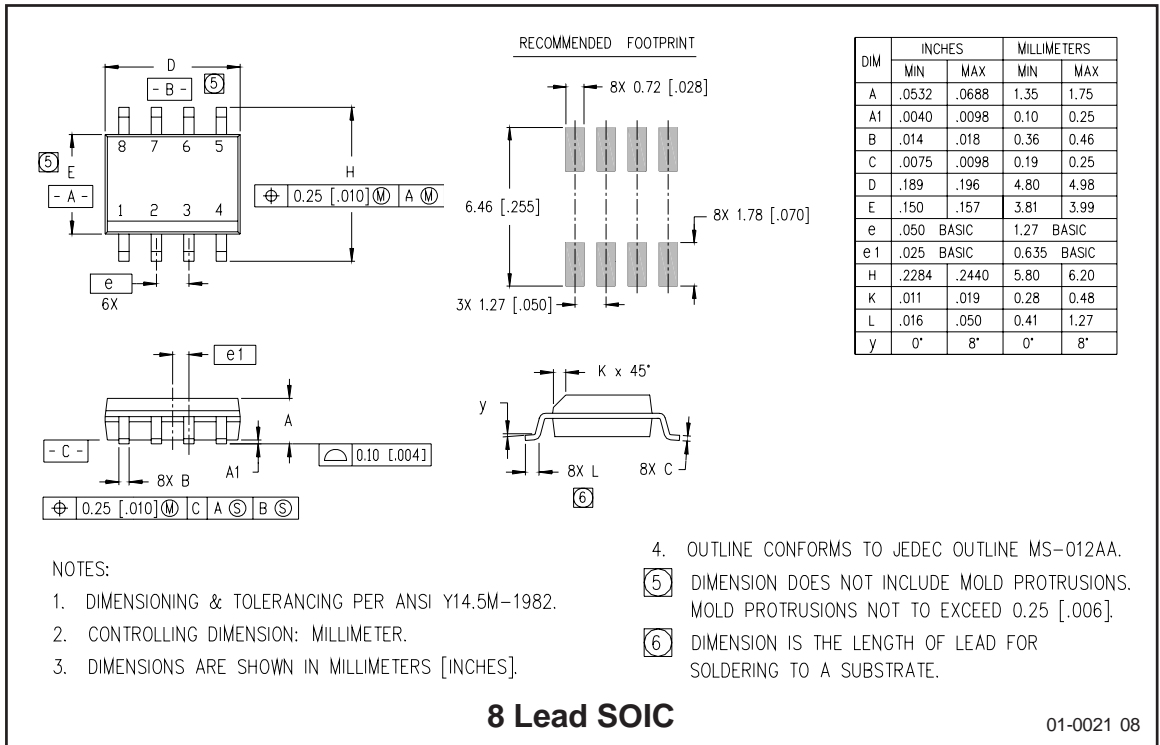 RECOMMENDED FOOTPRINT
D
- B -
5
8 7 6 5
5
E
- A -
H
⌖ 0.25 [.010] Ⓜ A Ⓜ
1 2 3 4
e
6X
8X 0.72 [.028]
6.46 [.255]
8X 1.78 [.070]
3X 1.27 [.050]
DIM INCHES MILLIMETERS
MIN MAX MIN MAX
A .0532 .0688 1.35 1.75
A1 .0040 .0098 0.10 0.25
B .014 .018 0.36 0.46
C .0075 .0098 0.19 0.25
D .189 .196 4.80 4.98
E .150 .157 3.81 3.99
e .050 BASIC 1.27 BASIC
e1 .025 BASIC 0.635 BASIC
H .2284 .2440 5.80 6.20
K .011 .019 0.28 0.48
L .016 .050 0.41 1.27
y 0° 8° 0° 8°
e1
A
- C -
8X B
A1
0.10 [.004]
⌖ 0.25 [.010] Ⓜ C A Ⓢ B Ⓢ
K x 45°
y
8X L
8X C
6
NOTES:
1. DIMENSIONING & TOLERANCING PER ANSI Y14.5M-1982.
2. CONTROLLING DIMENSION: MILLIMETER.
3. DIMENSIONS ARE SHOWN IN MILLIMETERS [INCHES].
4. OUTLINE CONFORMS TO JEDEC OUTLINE MS-012AA.
5 DIMENSION DOES NOT INCLUDE MOLD PROTRUSIONS.
MOLD PROTRUSIONS NOT TO EXCEED 0.25 [.006].
6 DIMENSION IS THE LENGTH OF LEAD FOR
SOLDERING TO A SUBSTRATE.
8 Lead SOIC
01-0021 08